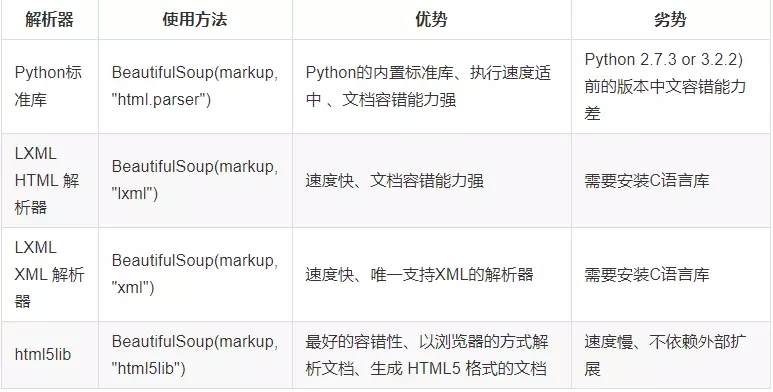 解析器 使用方法 优势 劣势
Python标
准库
BeautifulSoup(markup,
"html.parser")
Python的内置标准库、执行速度适
中 、文档容错能力强
Python 2.7.3 or 3.2.2)
前的版本中文容错能力
差
LXML
HTML 解
析器
BeautifulSoup(markup,
"lxml")
速度快、文档容错能力强
需要安装C语言库
LXML
XML 解析
器
BeautifulSoup(markup,
"xml")
速度快、唯一支持XML的解析器
需要安装C语言库
html5lib
BeautifulSoup(markup,
"html5lib")
最好的容错性、以浏览器的方式解
析文档、生成 HTML5 格式的文档
速度慢、不依赖外部扩
展